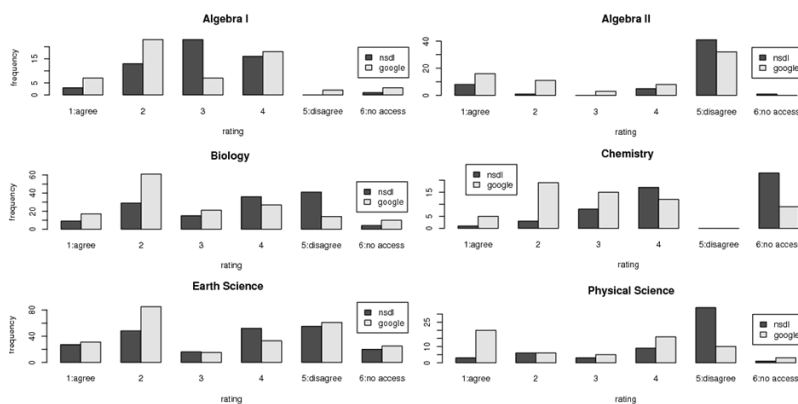 Algebra I
frequency
5
15
nsdl
google
1:agree 2 3 4 5:disagree 6:no access
rating
Algebra II
0 20 40
nsdl
google
1:agree 2 3 4 5:disagree 6:no access
rating
Biology
frequency
0 20 40 60
nsdl
google
1:agree 2 3 4 5:disagree 6:no access
rating
Chemistry
0 5 15
nsdl
google
1:agree 2 3 4 5:disagree 6:no access
rating
Earth Science
frequency
0 40 80
nsdl
google
1:agree 2 3 4 5:disagree 6:no access
rating
Physical Science
0 10 25
nsdl
google
1:agree 2 3 4 5:disagree 6:no access
rating